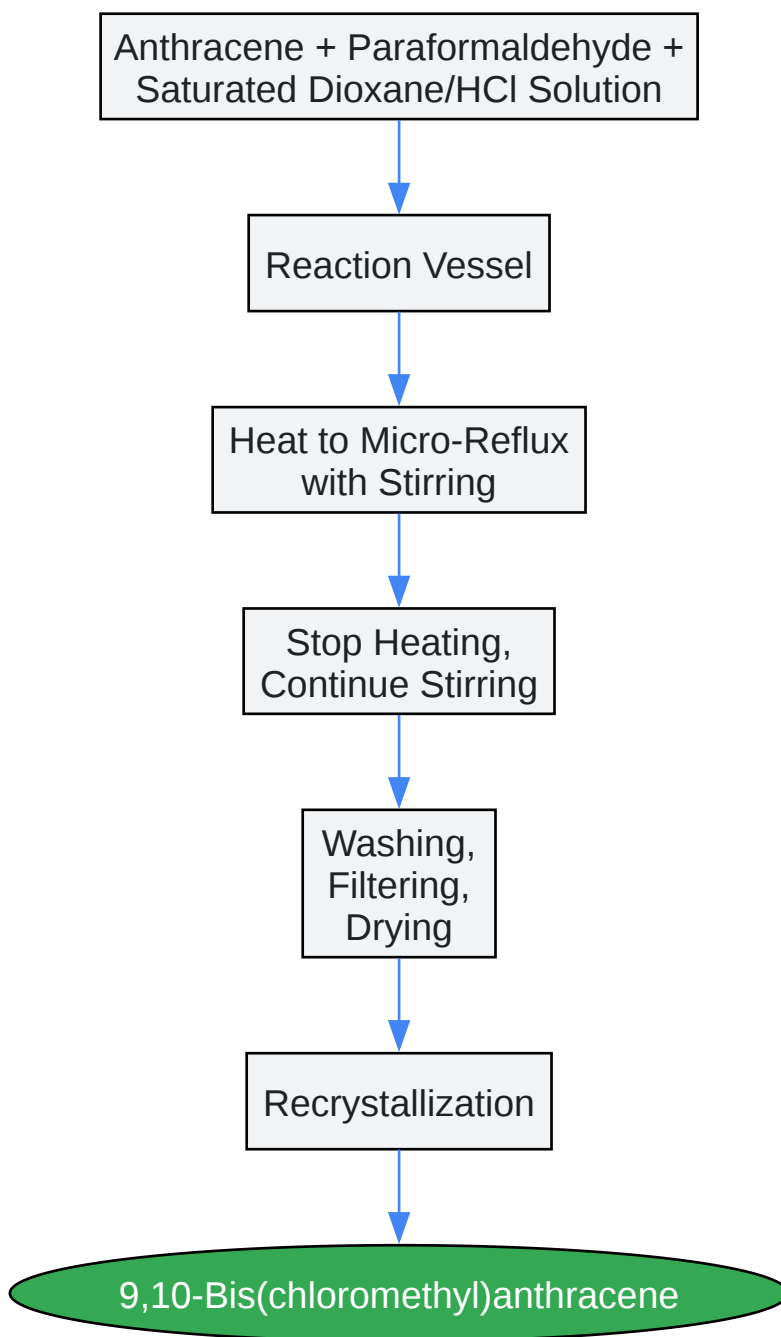 Anthracene + Paraformaldehyde +
Saturated Dioxane/HCl Solution
Reaction Vessel
Heat to Micro-Reflux
with Stirring
Stop Heating,
Continue Stirring
Washing,
Filtering,
Drying
Recrystallization
9,10-Bis(chloromethyl)anthracene